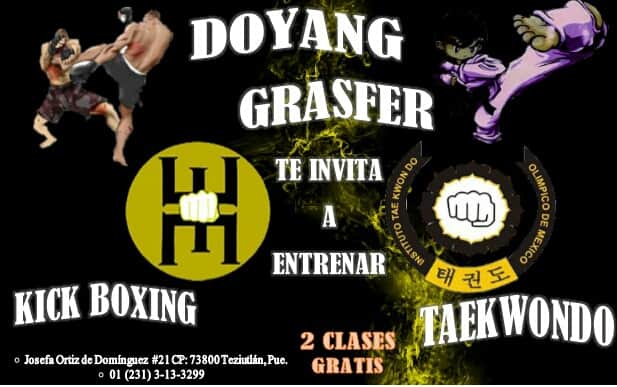 DOYANG
GRASFER
TE INVITA
A
ENTRENAR
INSTITUTO TAE KWON DO
OLIMPICO DE MEXICO
태권도
KICK BOXING
TAEKWONDO
2 CLASES
GRATIS
Josefa Ortiz de Domínguez #21 CP: 73800 Teziutlán, Pue.
01 (231) 3-13-3299